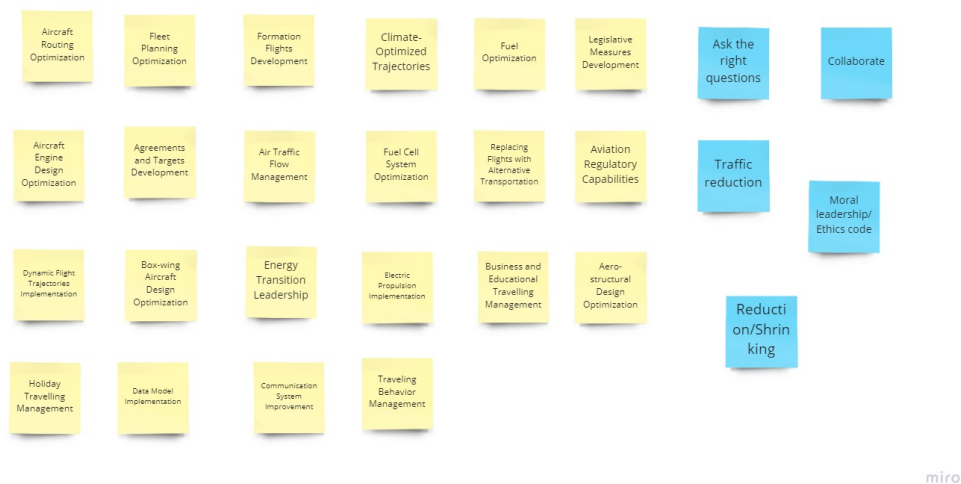 Aircraft
Routing
Optimization
Fleet
Planning
Optimization
Formation
Flights
Development
Climate-
Optimized
Trajectories
Fuel
Optimization
Legislative
Measures
Development
Ask the
right
questions
Collaborate
Aircraft
Engine
Design
Optimization
Agreements
and Targets
Development
Air Traffic
Flow
Management
Fuel Cell
System
Optimization
Replacing
Flights with
Alternative
Transportation
Aviation
Regulatory
Capabilities
Traffic
reduction
Moral
leadership/
Ethics code
Dynamic Flight
Trajectories
Implementation
Box-wing
Aircraft
Design
Optimization
Energy
Transition
Leadership
Electric
Propulsion
Implementation
Business and
Educational
Travelling
Management
Aero-
structural
Design
Optimization
Reducti
on/Shrin
king
Holiday
Travelling
Management
Data Model
Implementation
Communication
System
Improvement
Traveling
Behavior
Management
miro